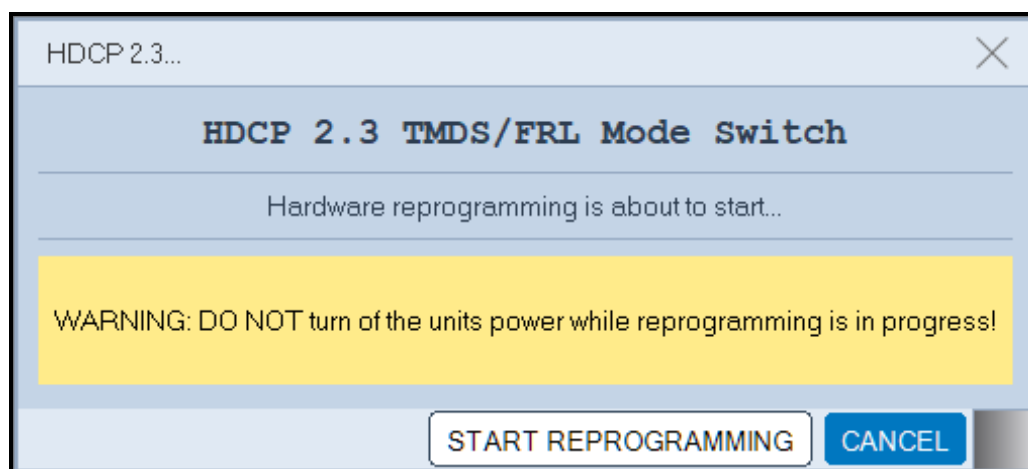 HDCP 2.3...
HDCP 2.3 TMDS/FRL Mode Switch
Hardware reprogramming is about to start...
WARNING: DO NOT turn of the units power while reprogramming is in progress!
START REPROGRAMMING CANCEL